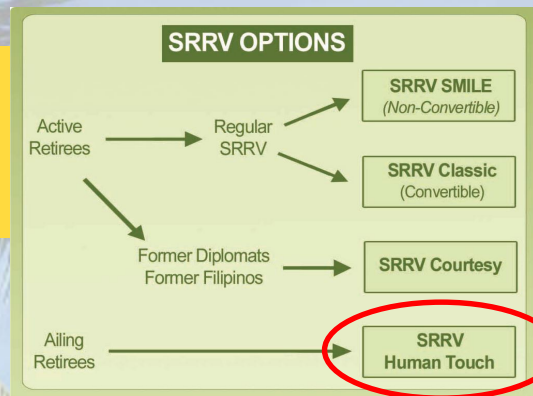 SRRV OPTIONS
SRRV SMILE
(Non-Convertible)
Active
Retirees
Regular
SRRV
SRRV Classic
(Convertible)
Former Diplomats
Former Filipinos
SRRV Courtesy
Ailing
Retirees
SRRV
Human Touch